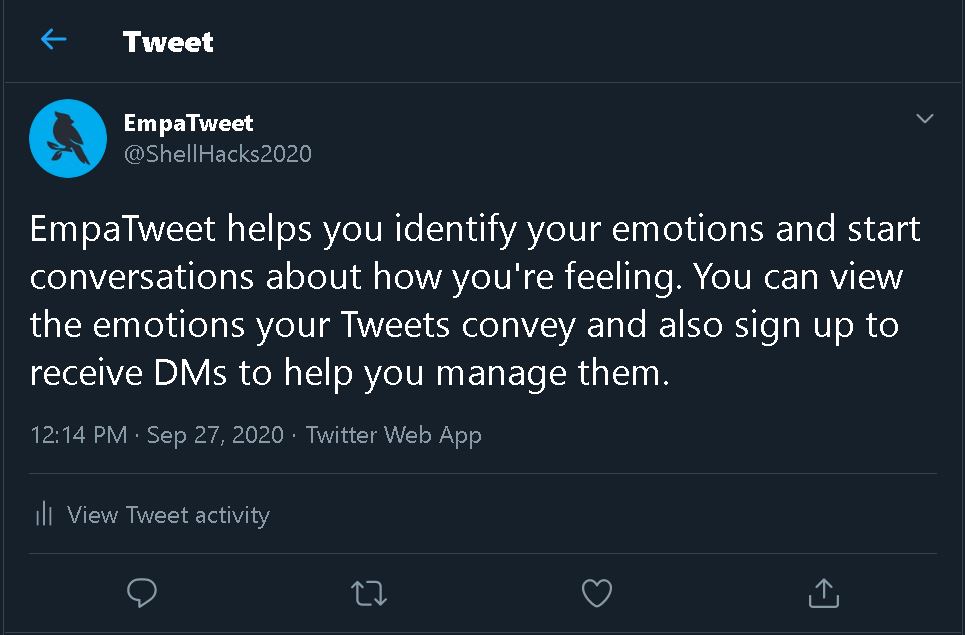 Tweet
EmpaTweet
@ShellHacks2020
EmpaTweet helps you identify your emotions and start
conversations about how you're feeling. You can view
the emotions your Tweets convey and also sign up to
receive DMs to help you manage them.
12:14 PM · Sep 27, 2020 · Twitter Web App
View Tweet activity